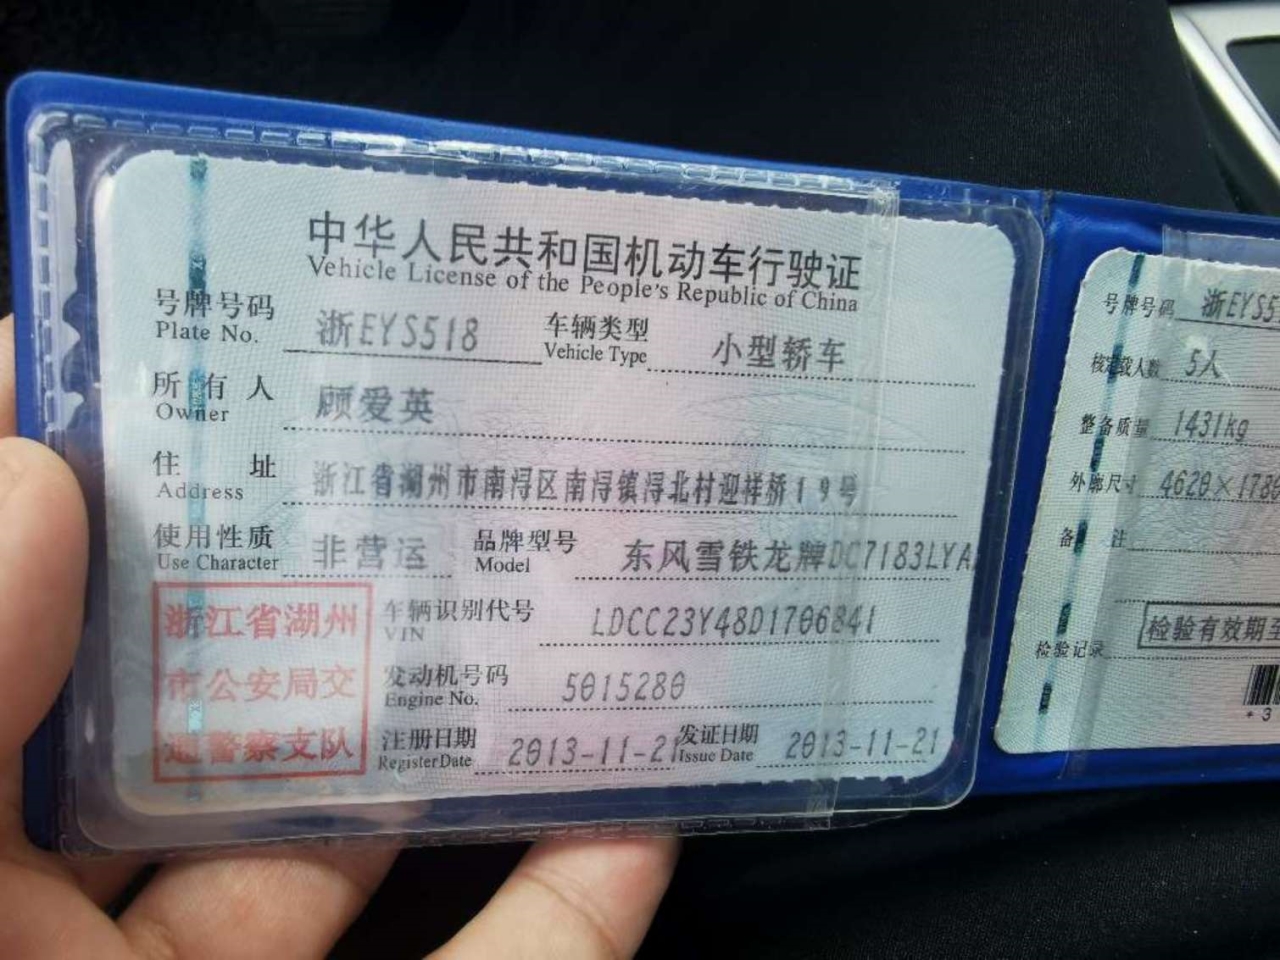 中华人民共和国机动车行驶证
Vehicle License of the People's Republic of China
号牌号码 浙EYS518 车辆类型 小型轿车
Plate No. Vehicle Type
所有人 顾爱英
Owner
住址 浙江省湖州市南浔区南浔镇浔北村迎祥桥19号
Address
使用性质 非营运 品牌型号 东风雪铁龙牌DC7183LYA
Use Character Model
浙江省湖州
市公安局交
通警察支队
车辆识别代号 LDCC23Y48D1706841
VIN
发动机号码 5015280
Engine No.
注册日期 2013-11-21 发证日期 2013-11-21
Register Date Issue Date
号牌号码 浙EYS5
核定载人数 5人
整备质量 1431kg
外廓尺寸 4620×178
备注
检验有效期至
检验记录
*3